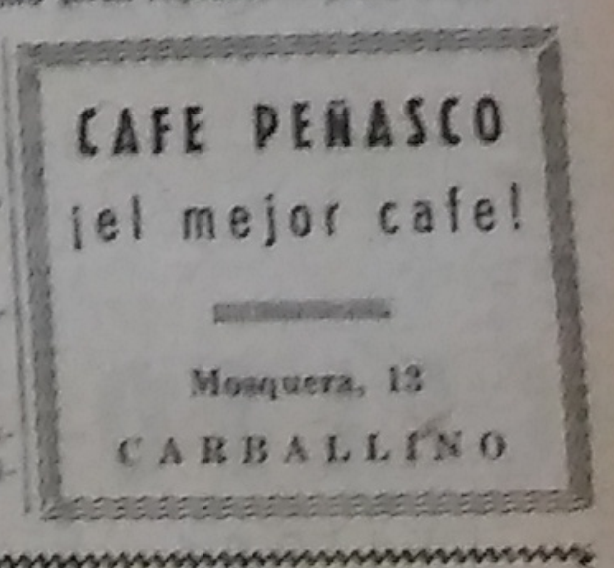 CAFE PEÑASCO
¡el mejor cafe!
Mosquera, 13
CARBALLINO